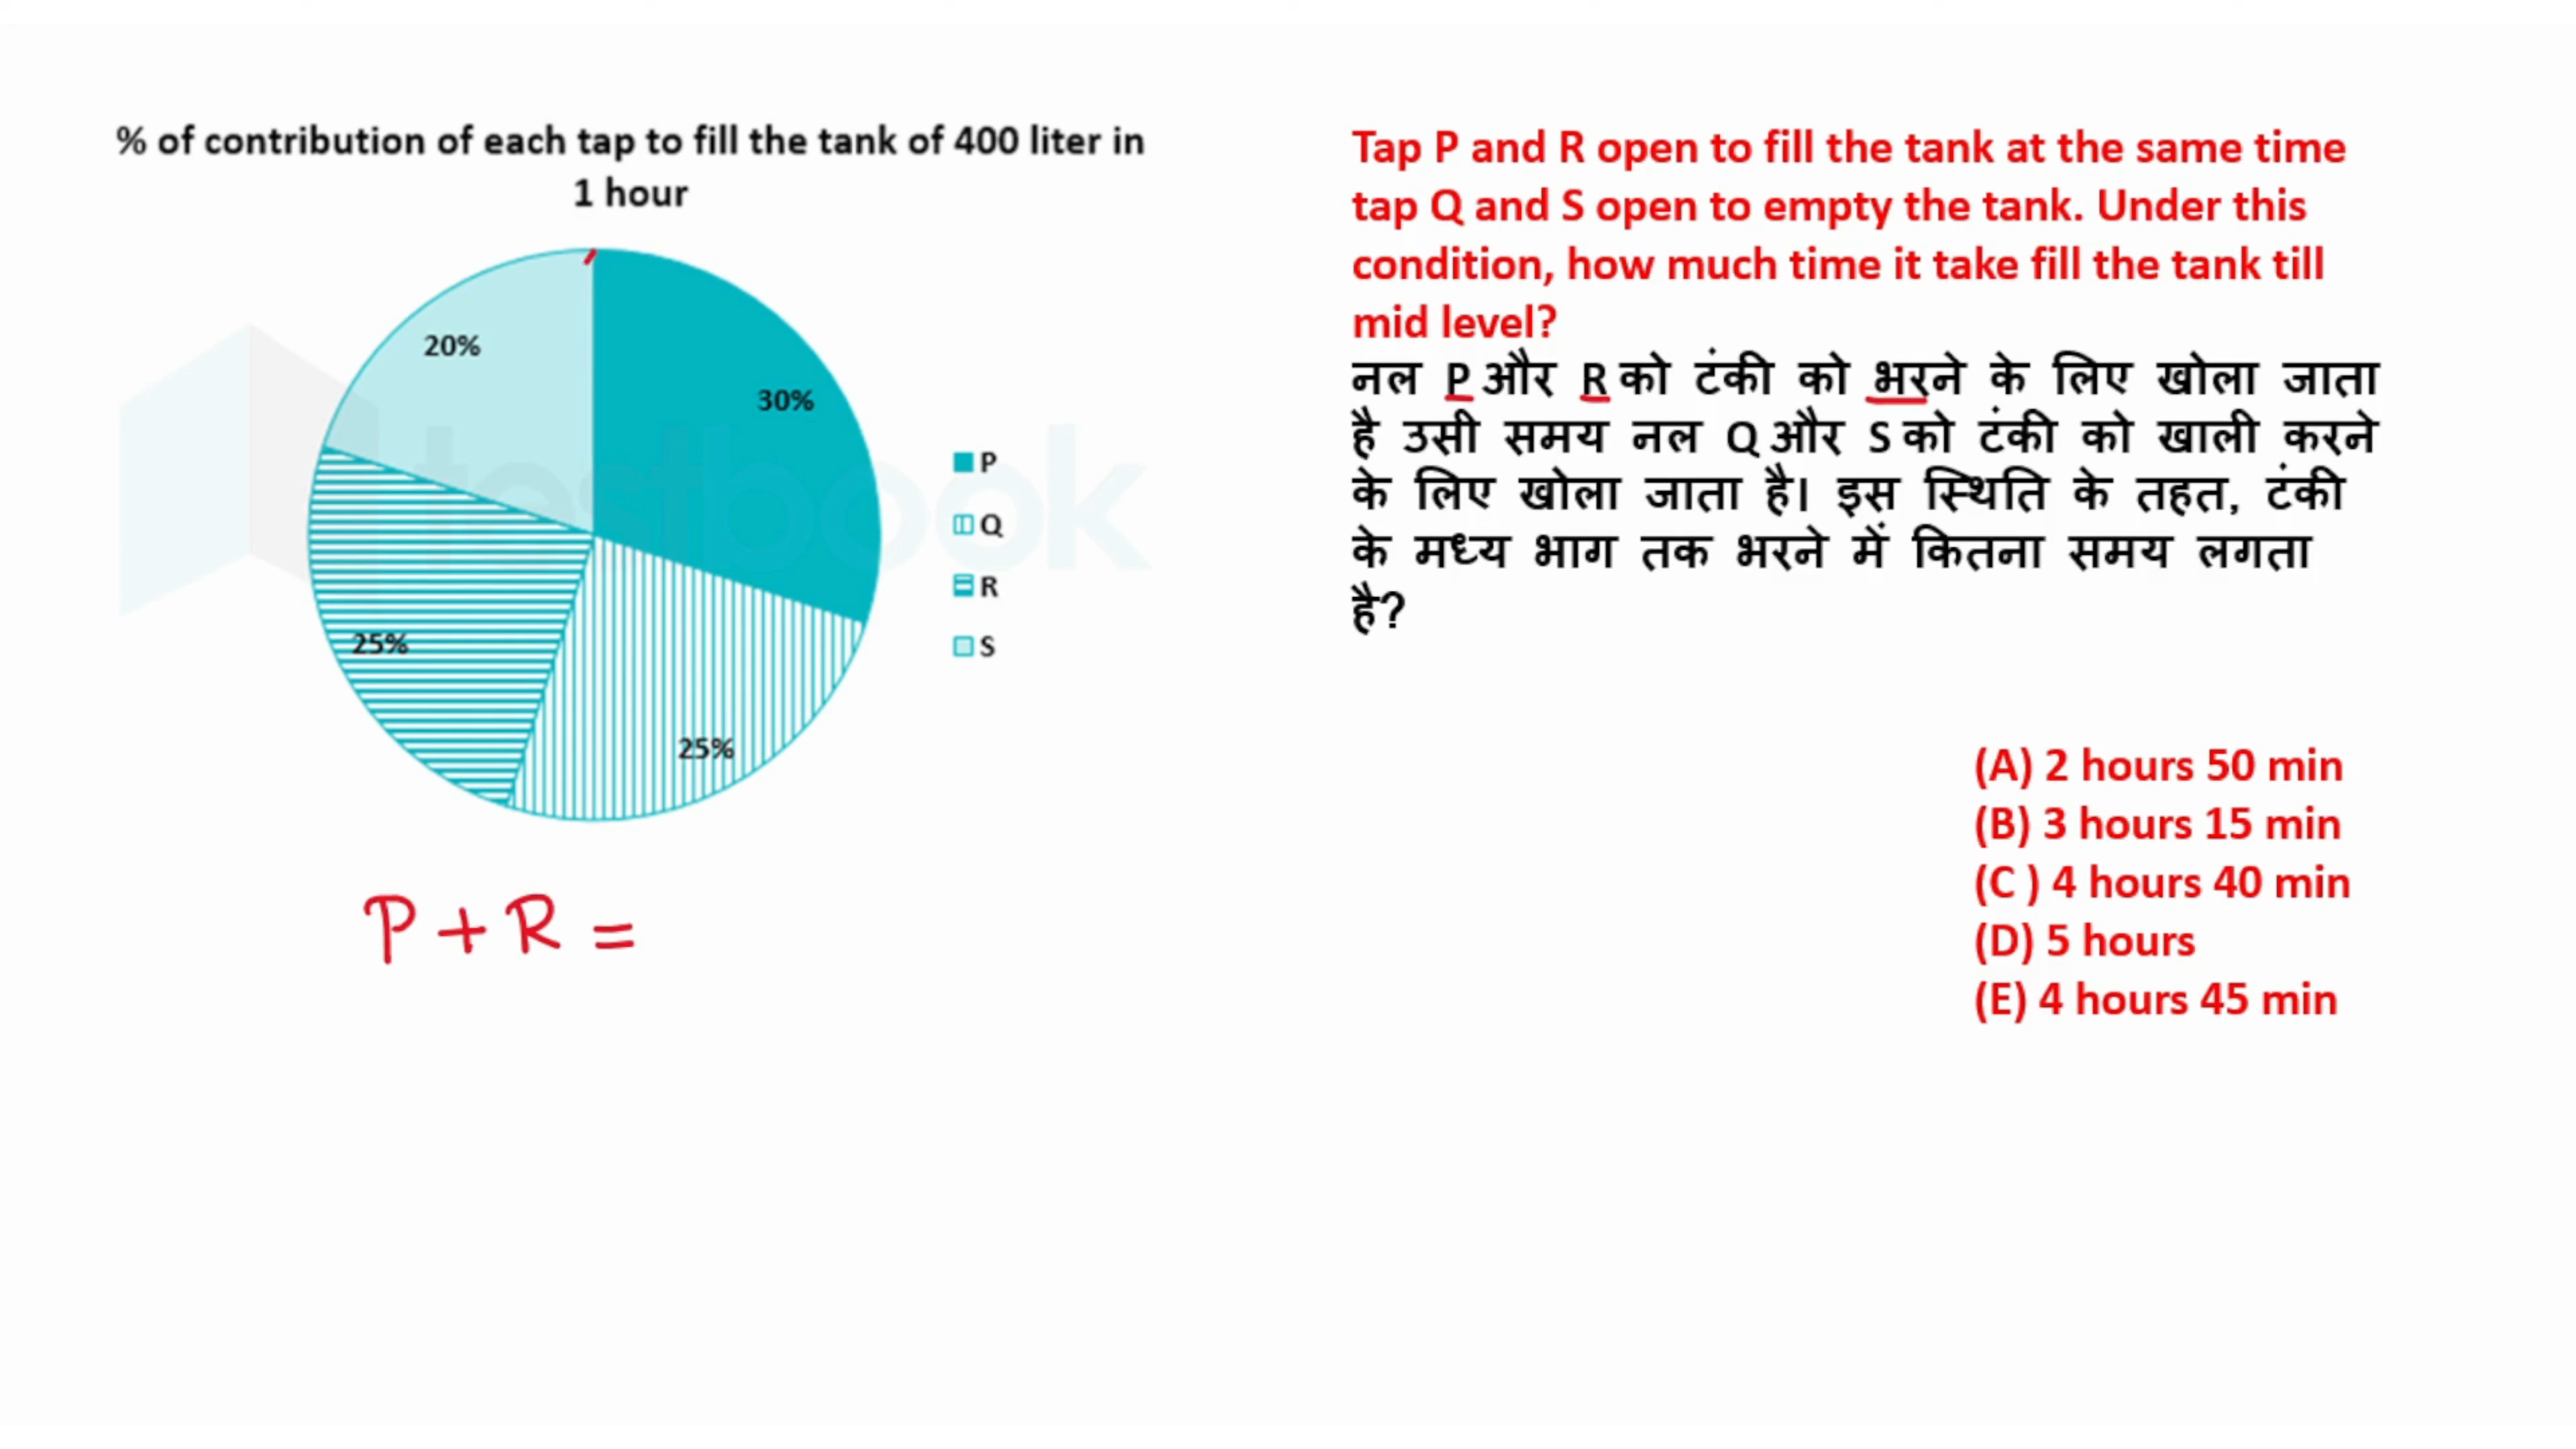 % of contribution of each tap to fill the tank of 400 liter in
1 hour
20%
30%
25%
25%
P
Q
R
S
testbook
P + R =
Tap P and R open to fill the tank at the same time
tap Q and S open to empty the tank. Under this
condition, how much time it take fill the tank till
mid level?
नल P और R को टंकी को भरने के लिए खोला जाता
है उसी समय नल Q और S को टंकी को खाली करने
के लिए खोला जाता है। इस स्थिति के तहत, टंकी
के मध्य भाग तक भरने में कितना समय लगता
है?
(A) 2 hours 50 min
(B) 3 hours 15 min
(C ) 4 hours 40 min
(D) 5 hours
(E) 4 hours 45 min